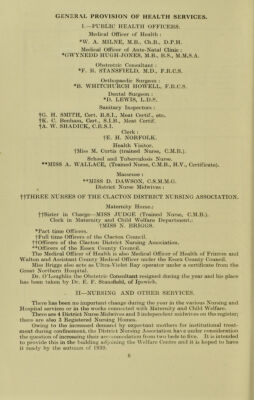 GENERAL PROVISION OF HEALTH SERVICES.
I.—PUBLIC HEALTH OFFICERS.
Medical Officer of Health :
*W. A. MILNE, M.B., Ch.B., D.P.H.
Medical Officer of Ante-Natal Clinic :
*GWYNEDD HUGH-JONES, M.B., B.S., M.M.S.A.
Obstetric Consultant :
*F. H. STANSFIELD, M.D., F.R.C.S.
Orthopaedic Surgeon :
*B. WHITCHURCH HOWELL, F.R.C.S.
Dental Surgeon :
*D. LEWIS, L.D.S.
Sanitary Inspectors :
†G. H. SMITH, Cert. R.S.I., Meat Certif., etc.
†K. C. Bonham, Cert., S.I.B., Meat Certif.
†A. W. SHADICK, C.R.S.I.
Clerk :
†E. H. NORFOLK.
Health Visitor.
†Miss M. Curtis (trained Nurse, C.M.B.).
School and Tuberculosis Nurse.
**MISS A. WALLACE, (Trained Nurse, C.M.B., H.V., Certificate).
Masseuse :
**MISS D. DAWSON, C.S.M.M.G.
District Nurse Midwives :
††THREE NURSES OF THE CLACTON DISTRICT NURSING ASSOCIATION.
Maternity Home :
††Sister in Charge—MISS JUDGE (Trained Nurse, C.M.B.).
Clerk in Maternity and Child Welfare Department.:
†MISS N. BRIGGS.
*Part time Officers.
†Full time Officers of the Clacton Council.
††Officers of the Clacton District Nursing Association.
**Officers of the Essex County Council.
The Medical Officer of Health is also Medical Officer of Health of Frinton and
Walton and Assistant County Medical Officer under the Essex County Council.
Miss Briggs also acts as Ultra-Violet Ray operator under a certificate from the
Great Northern Hospital.
Dr. O'Loughlin the Obstetric Consultant resigned during the year and his place
has been taken by Dr. E. F. Stansfield, of Ipswich.
II—NURSING AND OTHER SERVICES.
There has been no important change during the year in the various Nursing and
Hospital services or in the works connected with Maternity and Child Welfare.
There are 4 District Nurse Midwives and 3 independent midwives on the register;
there are also 3 Registered Nursing Homes.
Owing to the increased demand by expectant mothers for institutional treat-
ment during confinement, the District Nursing Association have under consideration
the question of increasing their accommodation from two beds to five. It is intended
to provide this in the building adjoining the Welfare Centre and it is hoped to have
it ready by the autumn of 1939.